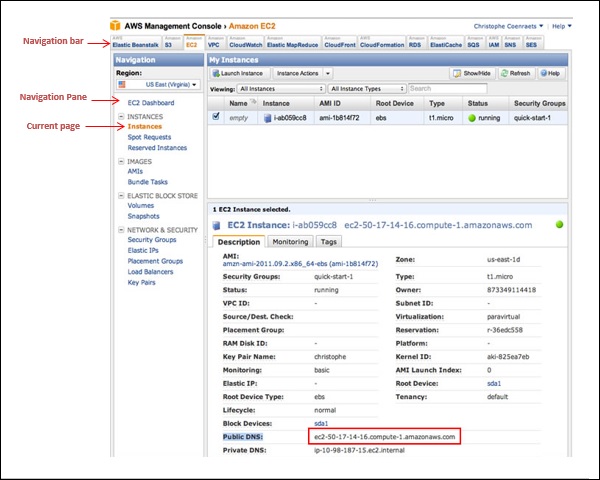 AWS Management Console > Amazon EC2
Christophe Coenraets Help
Navigation bar
AWS Elastic Beanstalk Amazon S3 Amazon EC2 Amazon VPC Amazon CloudWatch Amazon Elastic MapReduce Amazon CloudFront AWS CloudFormation Amazon RDS Amazon ElastiCache Amazon SQS AWS IAM Amazon SNS Amazon SES
Navigation
Region:
US East (Virginia)
Navigation Pane
EC2 Dashboard
INSTANCES
Current page
Instances
Spot Requests
Reserved Instances
IMAGES
AMIs
Bundle Tasks
ELASTIC BLOCK STORE
Volumes
Snapshots
NETWORK & SECURITY
Security Groups
Elastic IPs
Placement Groups
Load Balancers
Key Pairs
My Instances
Launch Instance Instance Actions Show/Hide Refresh Help
Viewing: All Instances All Instance Types Search
Name Instance AMI ID Root Device Type Status Security Groups
empty i-ab059cc8 ami-1b814f72 ebs t1.micro running quick-start-1
1 EC2 Instance selected.
EC2 Instance: i-ab059cc8 ec2-50-17-14-16.compute-1.amazonaws.com
Description Monitoring Tags
AMI:
amzn-ami-2011.09.2.x86_64-ebs (ami-1b814f72)
Zone: us-east-1d
Security Groups: quick-start-1 Type: t1.micro
Status: running Owner: 873349114418
VPC ID: - Subnet ID: -
Source/Dest. Check: Virtualization: paravirtual
Placement Group: Reservation: r-36edc558
RAM Disk ID: - Platform: -
Key Pair Name: christophe Kernel ID: aki-825ea7eb
Monitoring: basic AMI Launch Index: 0
Elastic IP: - Root Device: sda1
Root Device Type: ebs Tenancy: default
Lifecycle: normal
Block Devices: sda1
Public DNS: ec2-50-17-14-16.compute-1.amazonaws.com
Private DNS: ip-10-98-187-15.ec2.internal